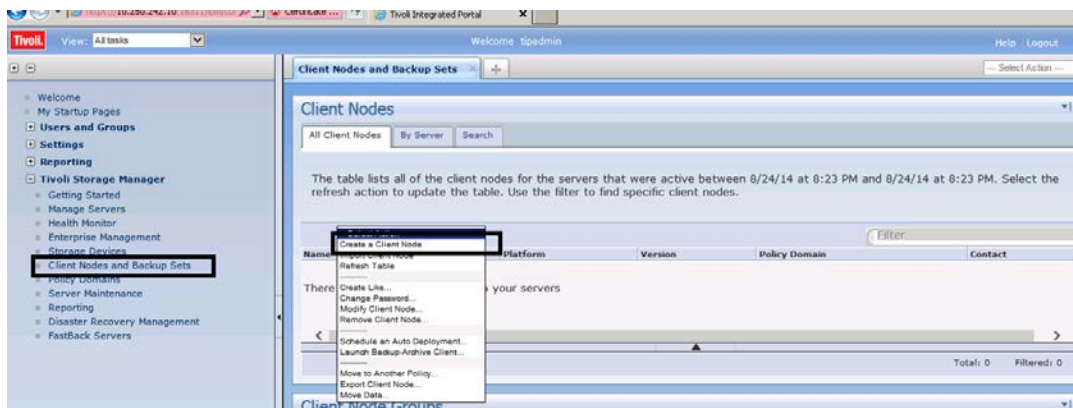 Tivoli Integrated Portal
Tivoli.
View: All tasks
Welcome tipadmin
Help
Logout
Client Nodes and Backup Sets
--- Select Action ---
Welcome
My Startup Pages
Users and Groups
Settings
Reporting
Tivoli Storage Manager
Getting Started
Manage Servers
Health Monitor
Enterprise Management
Storage Devices
Client Nodes and Backup Sets
Policy Domains
Server Maintenance
Reporting
Disaster Recovery Management
FastBack Servers
Client Nodes
All Client Nodes
By Server
Search
The table lists all of the client nodes for the servers that were active between 8/24/14 at 8:23 PM and 8/24/14 at 8:23 PM. Select the
refresh action to update the table. Use the filter to find specific client nodes.
Filter
Name
Platform
Version
Policy Domain
Contact
There
your servers
Create a Client Node
Import Client Node
Refresh Table
Create Like...
Change Password...
Modify Client Node...
Remove Client Node...
Schedule an Auto Deployment...
Launch Backup-Archive Client...
Move to Another Policy...
Export Client Node...
Move Data...
Total: 0
Filtered: 0
Client Node Groups